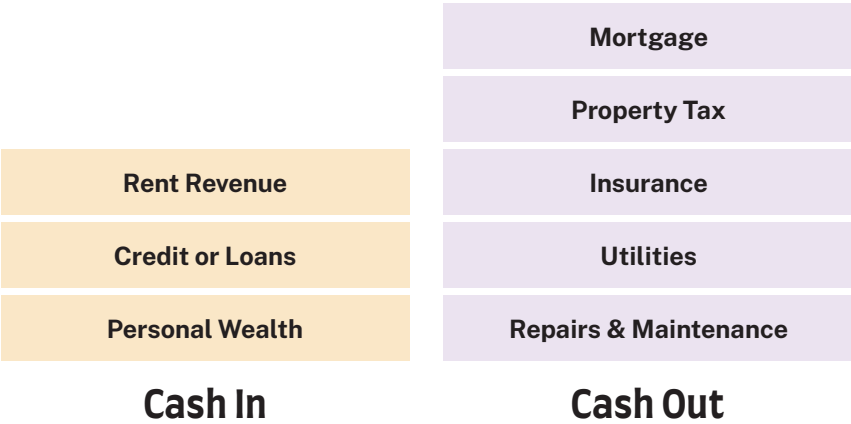 Mortgage
Property Tax
Rent Revenue
Insurance
Credit or Loans
Utilities
Personal Wealth
Repairs & Maintenance
Cash In
Cash Out